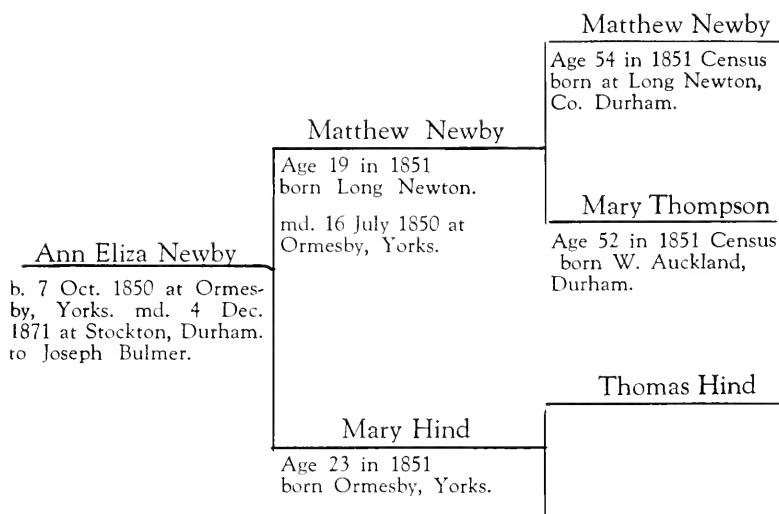 Matthew Newby
Age 54 in 1851 Census
born at Long Newton,
Co. Durham.
Matthew Newby
Age 19 in 1851
born Long Newton.
md. 16 July 1850 at
Ormesby, Yorks.
Mary Thompson
Age 52 in 1851 Census
born W. Auckland,
Durham.
Ann Eliza Newby
b. 7 Oct. 1850 at Ormes-
by, Yorks. md. 4 Dec.
1871 at Stockton, Durham.
to Joseph Bulmer.
Thomas Hind
Mary Hind
Age 23 in 1851
born Ormesby, Yorks.